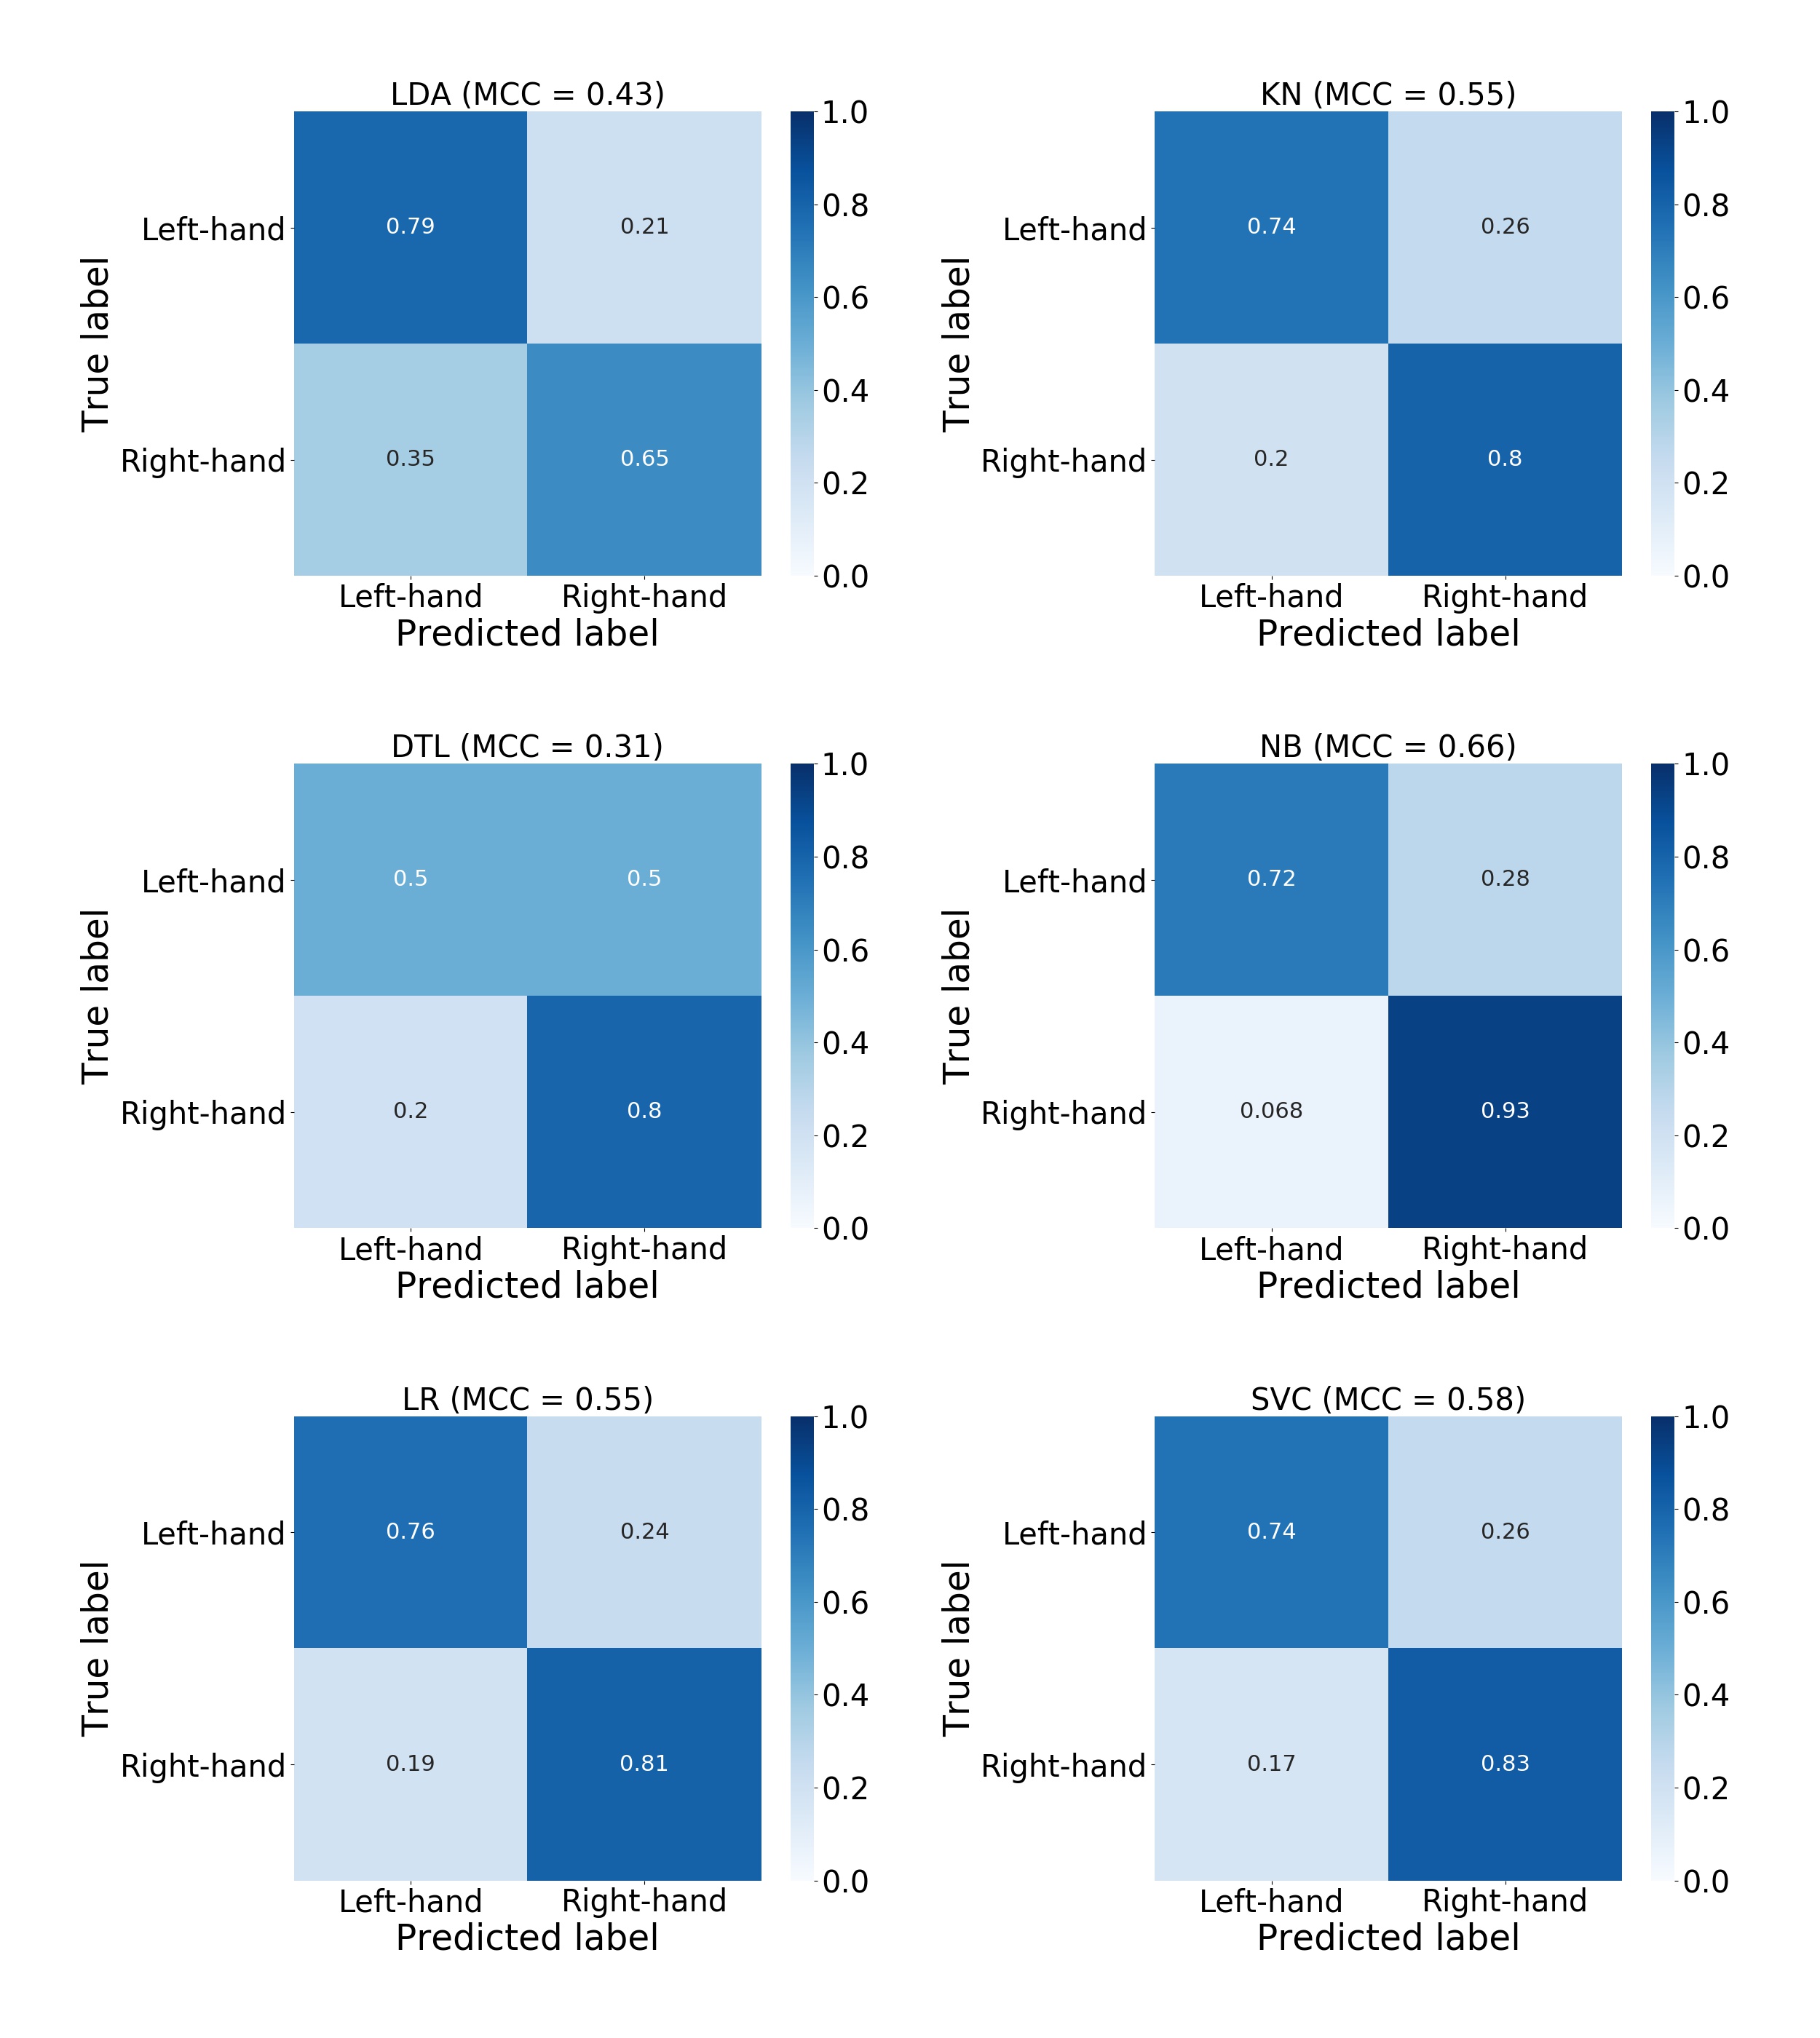 LDA (MCC = 0.43)
1.0
0.8
0.6
0.4
0.2
0.0
True label
Left-hand
0.79 0.21
Right-hand
0.35 0.65
Left-hand Right-hand
Predicted label
KN (MCC = 0.55)
1.0
0.8
0.6
0.4
0.2
0.0
True label
Left-hand
0.74 0.26
Right-hand
0.2 0.8
Left-hand Right-hand
Predicted label
DTL (MCC = 0.31)
1.0
0.8
0.6
0.4
0.2
0.0
True label
Left-hand
0.5 0.5
Right-hand
0.2 0.8
Left-hand Right-hand
Predicted label
NB (MCC = 0.66)
1.0
0.8
0.6
0.4
0.2
0.0
True label
Left-hand
0.72 0.28
Right-hand
0.068 0.93
Left-hand Right-hand
Predicted label
LR (MCC = 0.55)
1.0
0.8
0.6
0.4
0.2
0.0
True label
Left-hand
0.76 0.24
Right-hand
0.19 0.81
Left-hand Right-hand
Predicted label
SVC (MCC = 0.58)
1.0
0.8
0.6
0.4
0.2
0.0
True label
Left-hand
0.74 0.26
Right-hand
0.17 0.83
Left-hand Right-hand
Predicted label